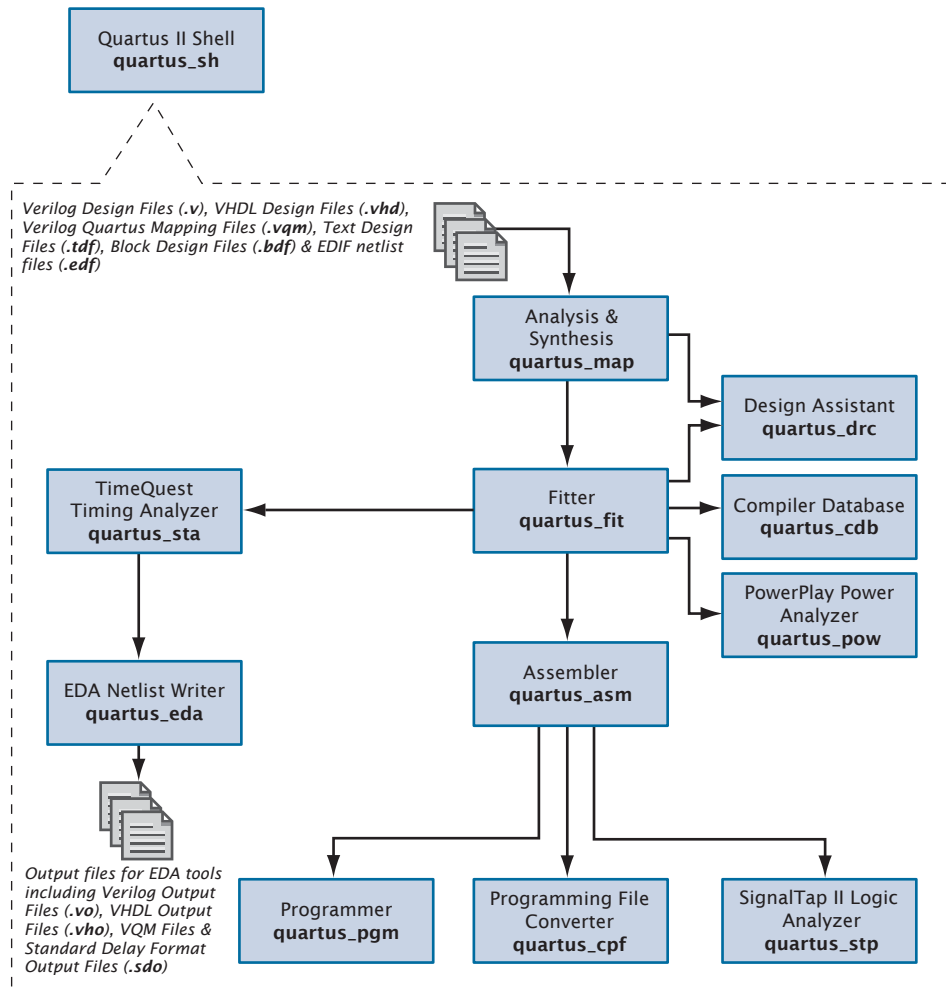 Quartus II Shell
quartus_sh
Verilog Design Files (.v), VHDL Design Files (.vhd),
Verilog Quartus Mapping Files (.vqm), Text Design
Files (.tdf), Block Design Files (.bdf) & EDIF netlist
files (.edf)
Analysis &
Synthesis
quartus_map
Design Assistant
quartus_drc
TimeQuest
Timing Analyzer
quartus_sta
Fitter
quartus_fit
Compiler Database
quartus_cdb
PowerPlay Power
Analyzer
quartus_pow
EDA Netlist Writer
quartus_eda
Assembler
quartus_asm
Output files for EDA tools
including Verilog Output
Files (.vo), VHDL Output
Files (.vho), VQM Files &
Standard Delay Format
Output Files (.sdo)
Programmer
quartus_pgm
Programming File
Converter
quartus_cpf
SignalTap II Logic
Analyzer
quartus_stp